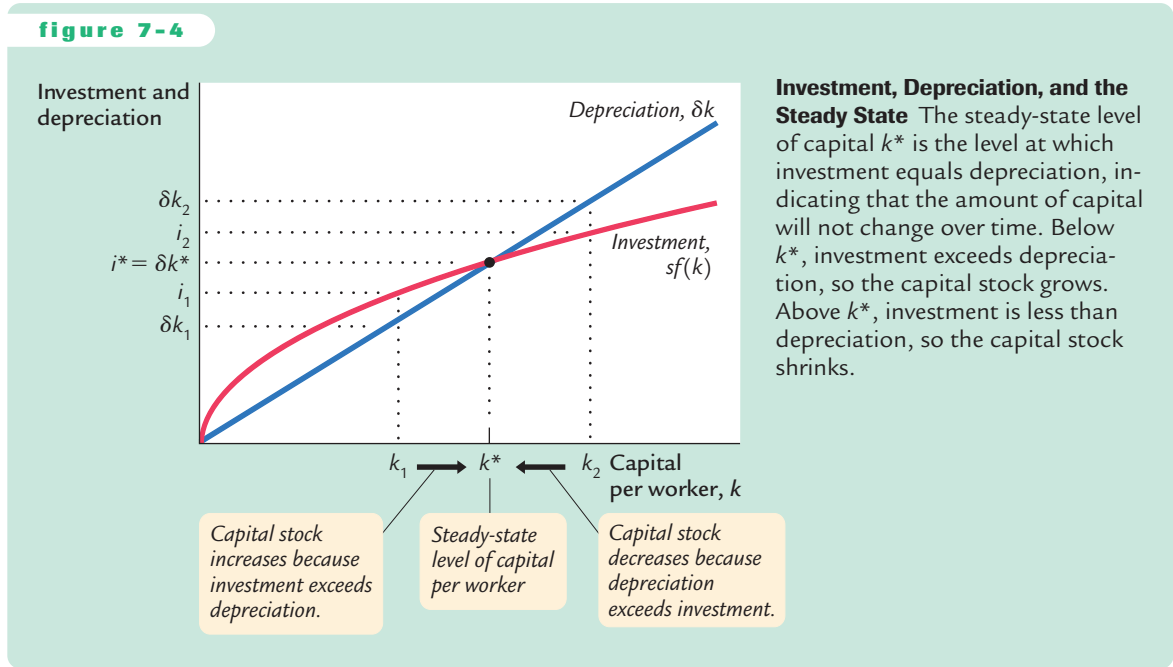 figure 7-4
Investment and
depreciation
Depreciation, δk
δk₂
i₂
i* = δk*
i₁
δk₁
Investment,
sf(k)
k₁
k*
k₂
Capital
per worker, k
Capital stock
increases because
investment exceeds
depreciation.
Steady-state
level of capital
per worker
Capital stock
decreases because
depreciation
exceeds investment.
Investment, Depreciation, and the
Steady State The steady-state level
of capital k* is the level at which
investment equals depreciation, in-
dicating that the amount of capital
will not change over time. Below
k*, investment exceeds deprecia-
tion, so the capital stock grows.
Above k*, investment is less than
depreciation, so the capital stock
shrinks.